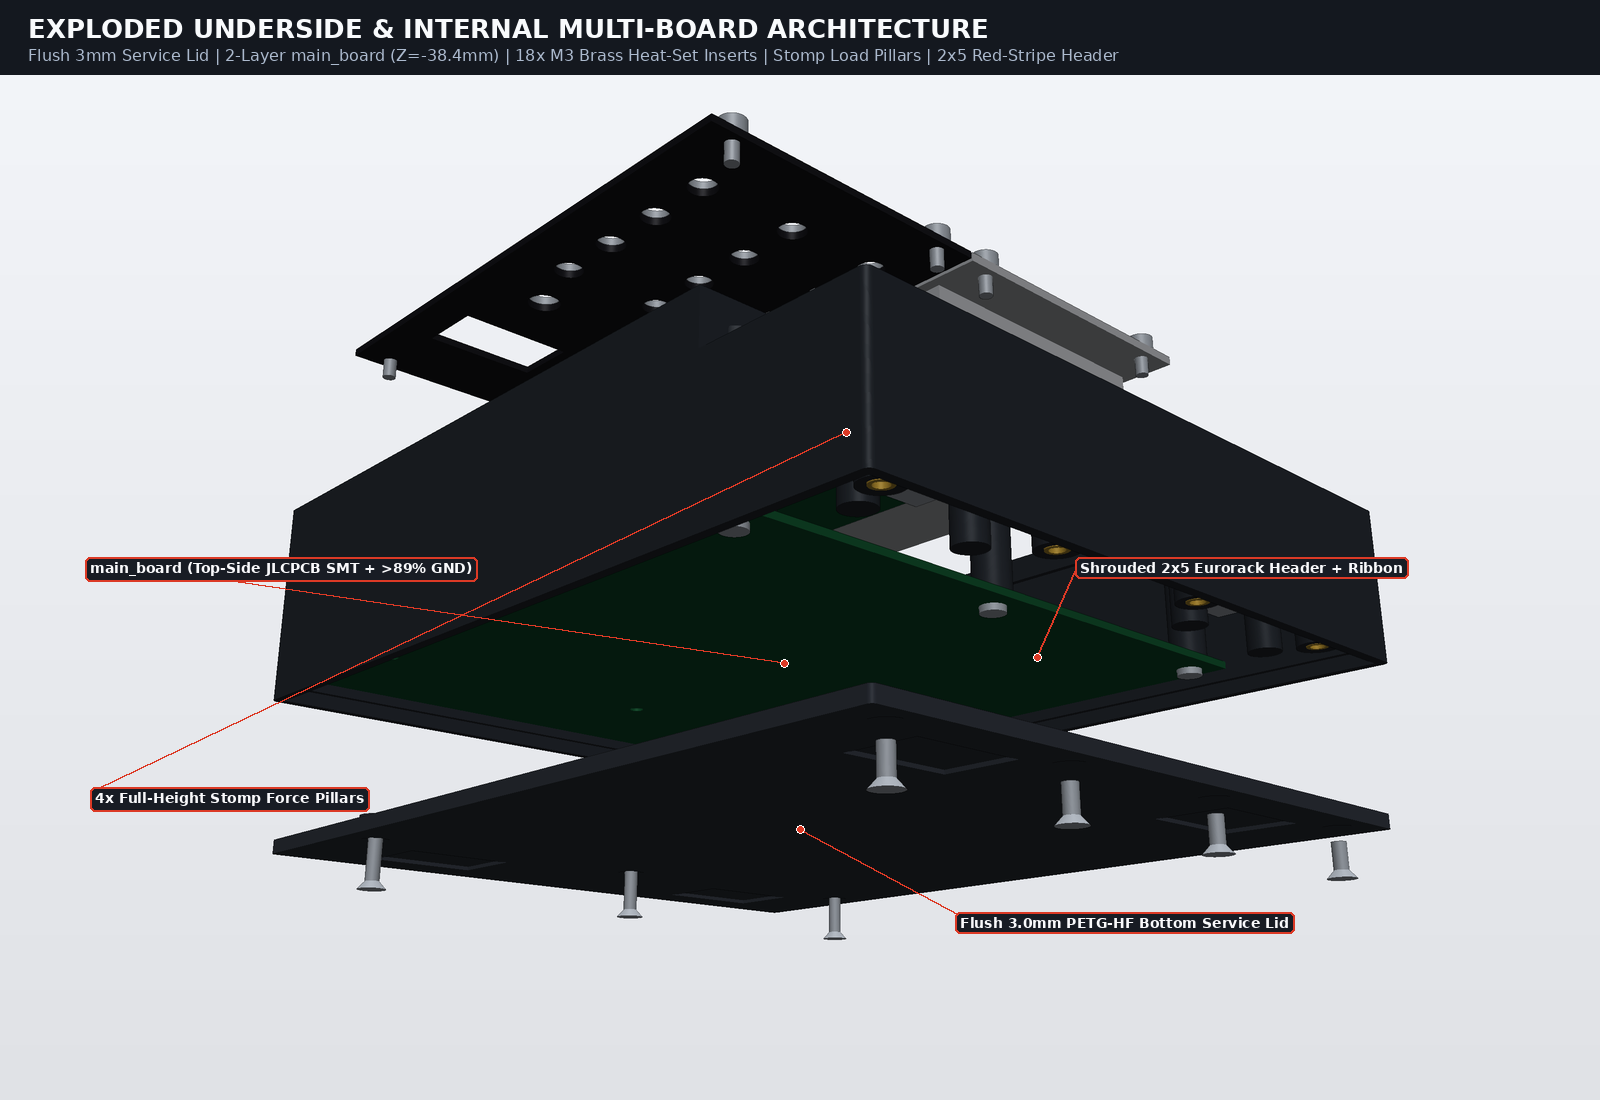 EXPLODED UNDERSIDE & INTERNAL MULTI-BOARD ARCHITECTURE
Flush 3mm Service Lid | 2-Layer main_board (Z=-38.4mm) | 18x M3 Brass Heat-Set Inserts | Stomp Load Pillars | 2x5 Red-Stripe Header
main_board (Top-Side JLCPCB SMT + >89% GND)
Shrouded 2x5 Eurorack Header + Ribbon
4x Full-Height Stomp Force Pillars
Flush 3.0mm PETG-HF Bottom Service Lid